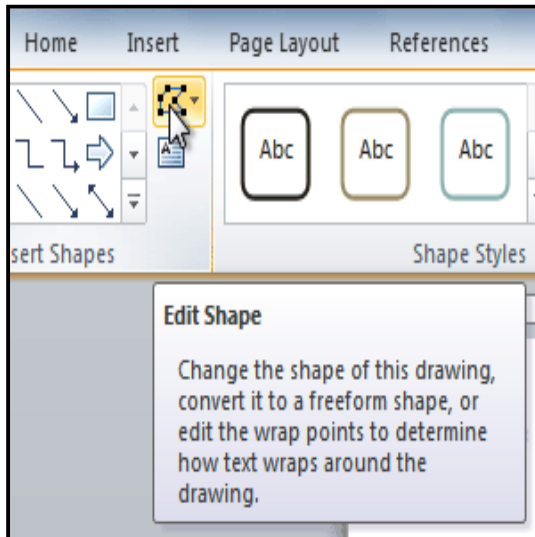 Home Insert Page Layout References
Abc Abc Abc
A
sert Shapes Shape Styles
Edit Shape
Change the shape of this drawing,
convert it to a freeform shape, or
edit the wrap points to determine
how text wraps around the
drawing.